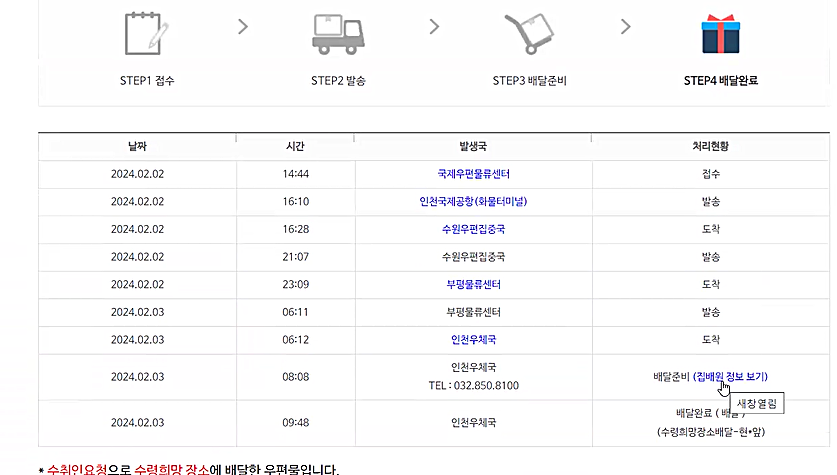 STEP1 접수
STEP2 발송
STEP3 배달준비
STEP4 배달완료
날짜 시간 발생국 처리현황
2024.02.02 14:44 국제우편물류센터 접수
2024.02.02 16:10 인천국제공항(화물터미널) 발송
2024.02.02 16:28 수원우편집중국 도착
2024.02.02 21:07 수원우편집중국 발송
2024.02.02 23:09 부평물류센터 도착
2024.02.03 06:11 부평물류센터 발송
2024.02.03 06:12 인천우체국 도착
2024.02.03 08:08 인천우체국 배달준비 (집배원 정보 보기)
TEL : 032.850.8100
새창 열림
2024.02.03 09:48 인천우체국 배달완료 ( 배달 )
(수령희망장소배달-현*앞)
* 수취인요청으로 수령희망 장소에 배달한 우편물입니다.